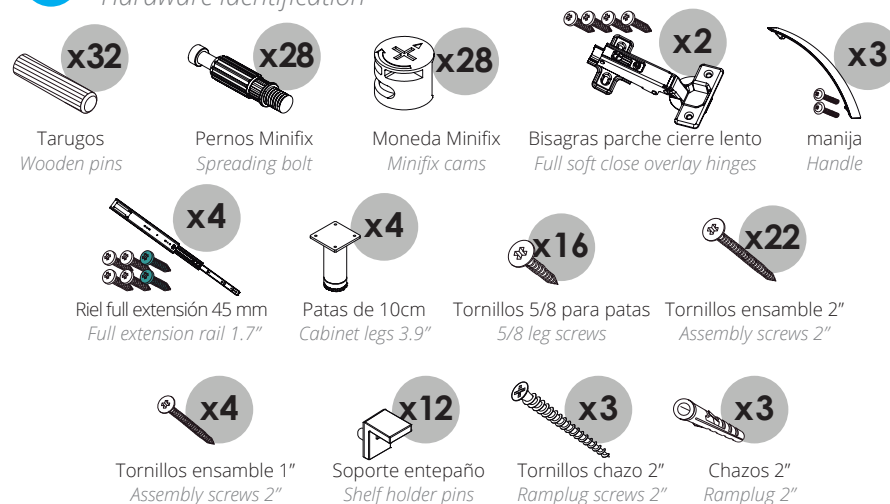 Hardware identification
x32
x28
x28
x2
x3
Tarugos
Wooden pins
Pernos Minifix
Spreading bolt
Moneda Minifix
Minifix cams
Bisagras parche cierre lento
Full soft close overlay hinges
manija
Handle
x4
x4
x16
x22
Riel full extensión 45 mm
Full extension rail 1.7”
Patas de 10cm
Cabinet legs 3.9”
Tornillos 5/8 para patas
5/8 leg screws
Tornillos ensamble 2”
Assembly screws 2”
x4
x12
x3
x3
Tornillos ensamble 1”
Assembly screws 2”
Soporte entepaño
Shelf holder pins
Tornillos chazo 2”
Ramplug screws 2”
Chazos 2”
Ramplug 2”